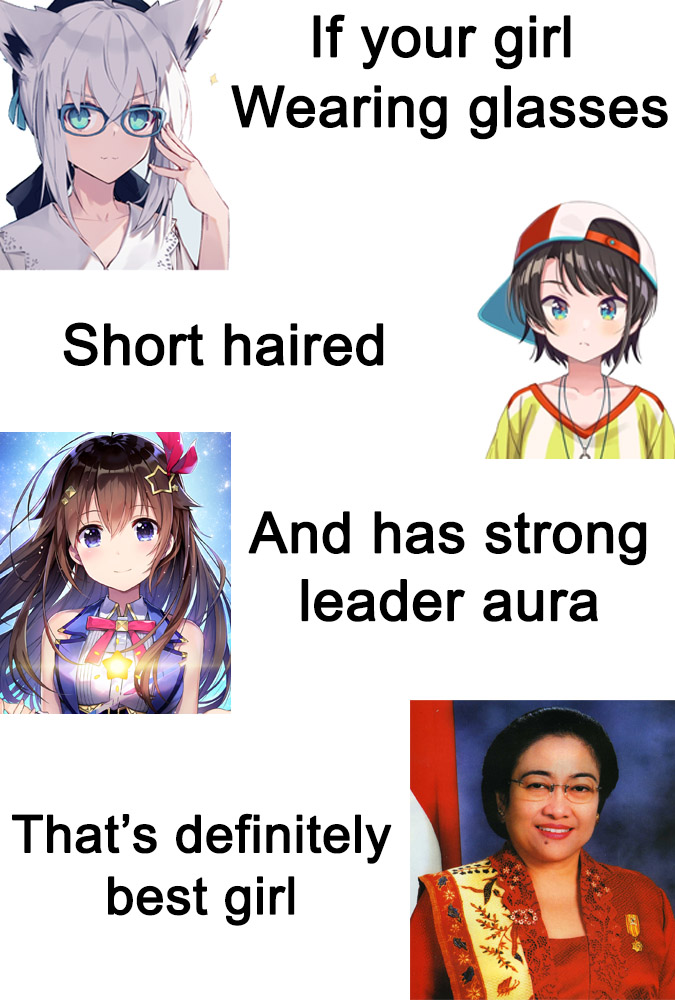 If your girl
Wearing glasses
Short haired
And has strong
leader aura
That’s definitely
best girl